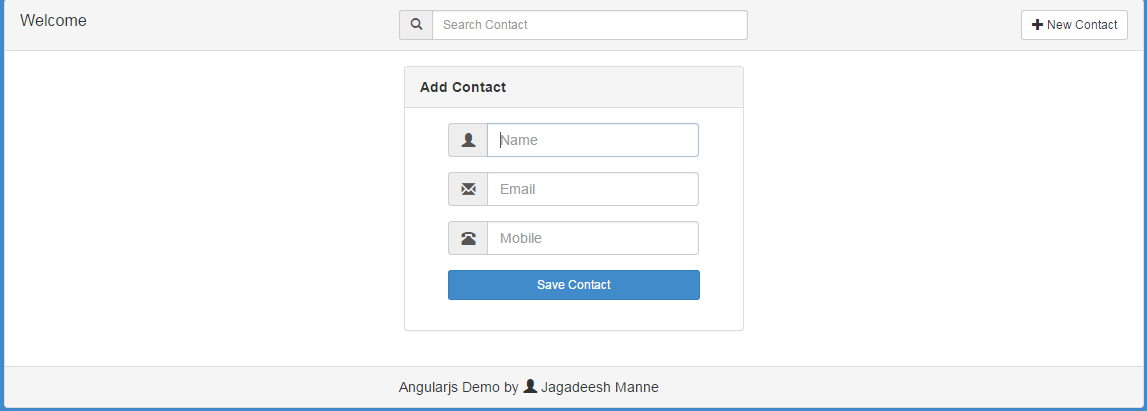 Welcome
Search Contact
New Contact
Add Contact
Name
Email
Mobile
Save Contact
Angularjs Demo by Jagadeesh Manne